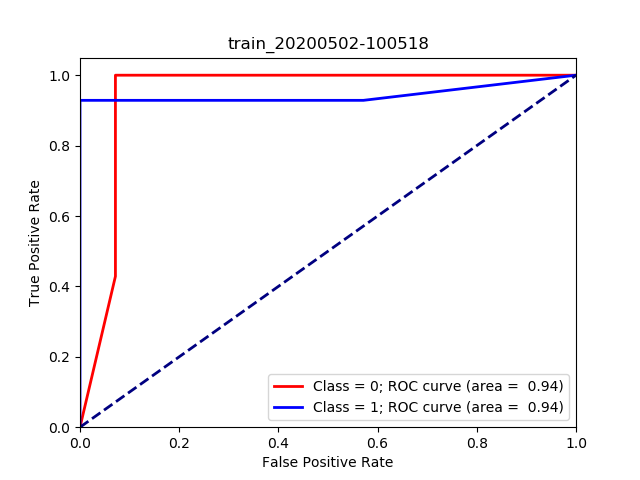 train_20200502-100518
1.0
0.8
0.6
0.4
0.2
0.0
True Positive Rate
0.0 0.2 0.4 0.6 0.8 1.0
False Positive Rate
Class = 0; ROC curve (area =  0.94)
Class = 1; ROC curve (area =  0.94)